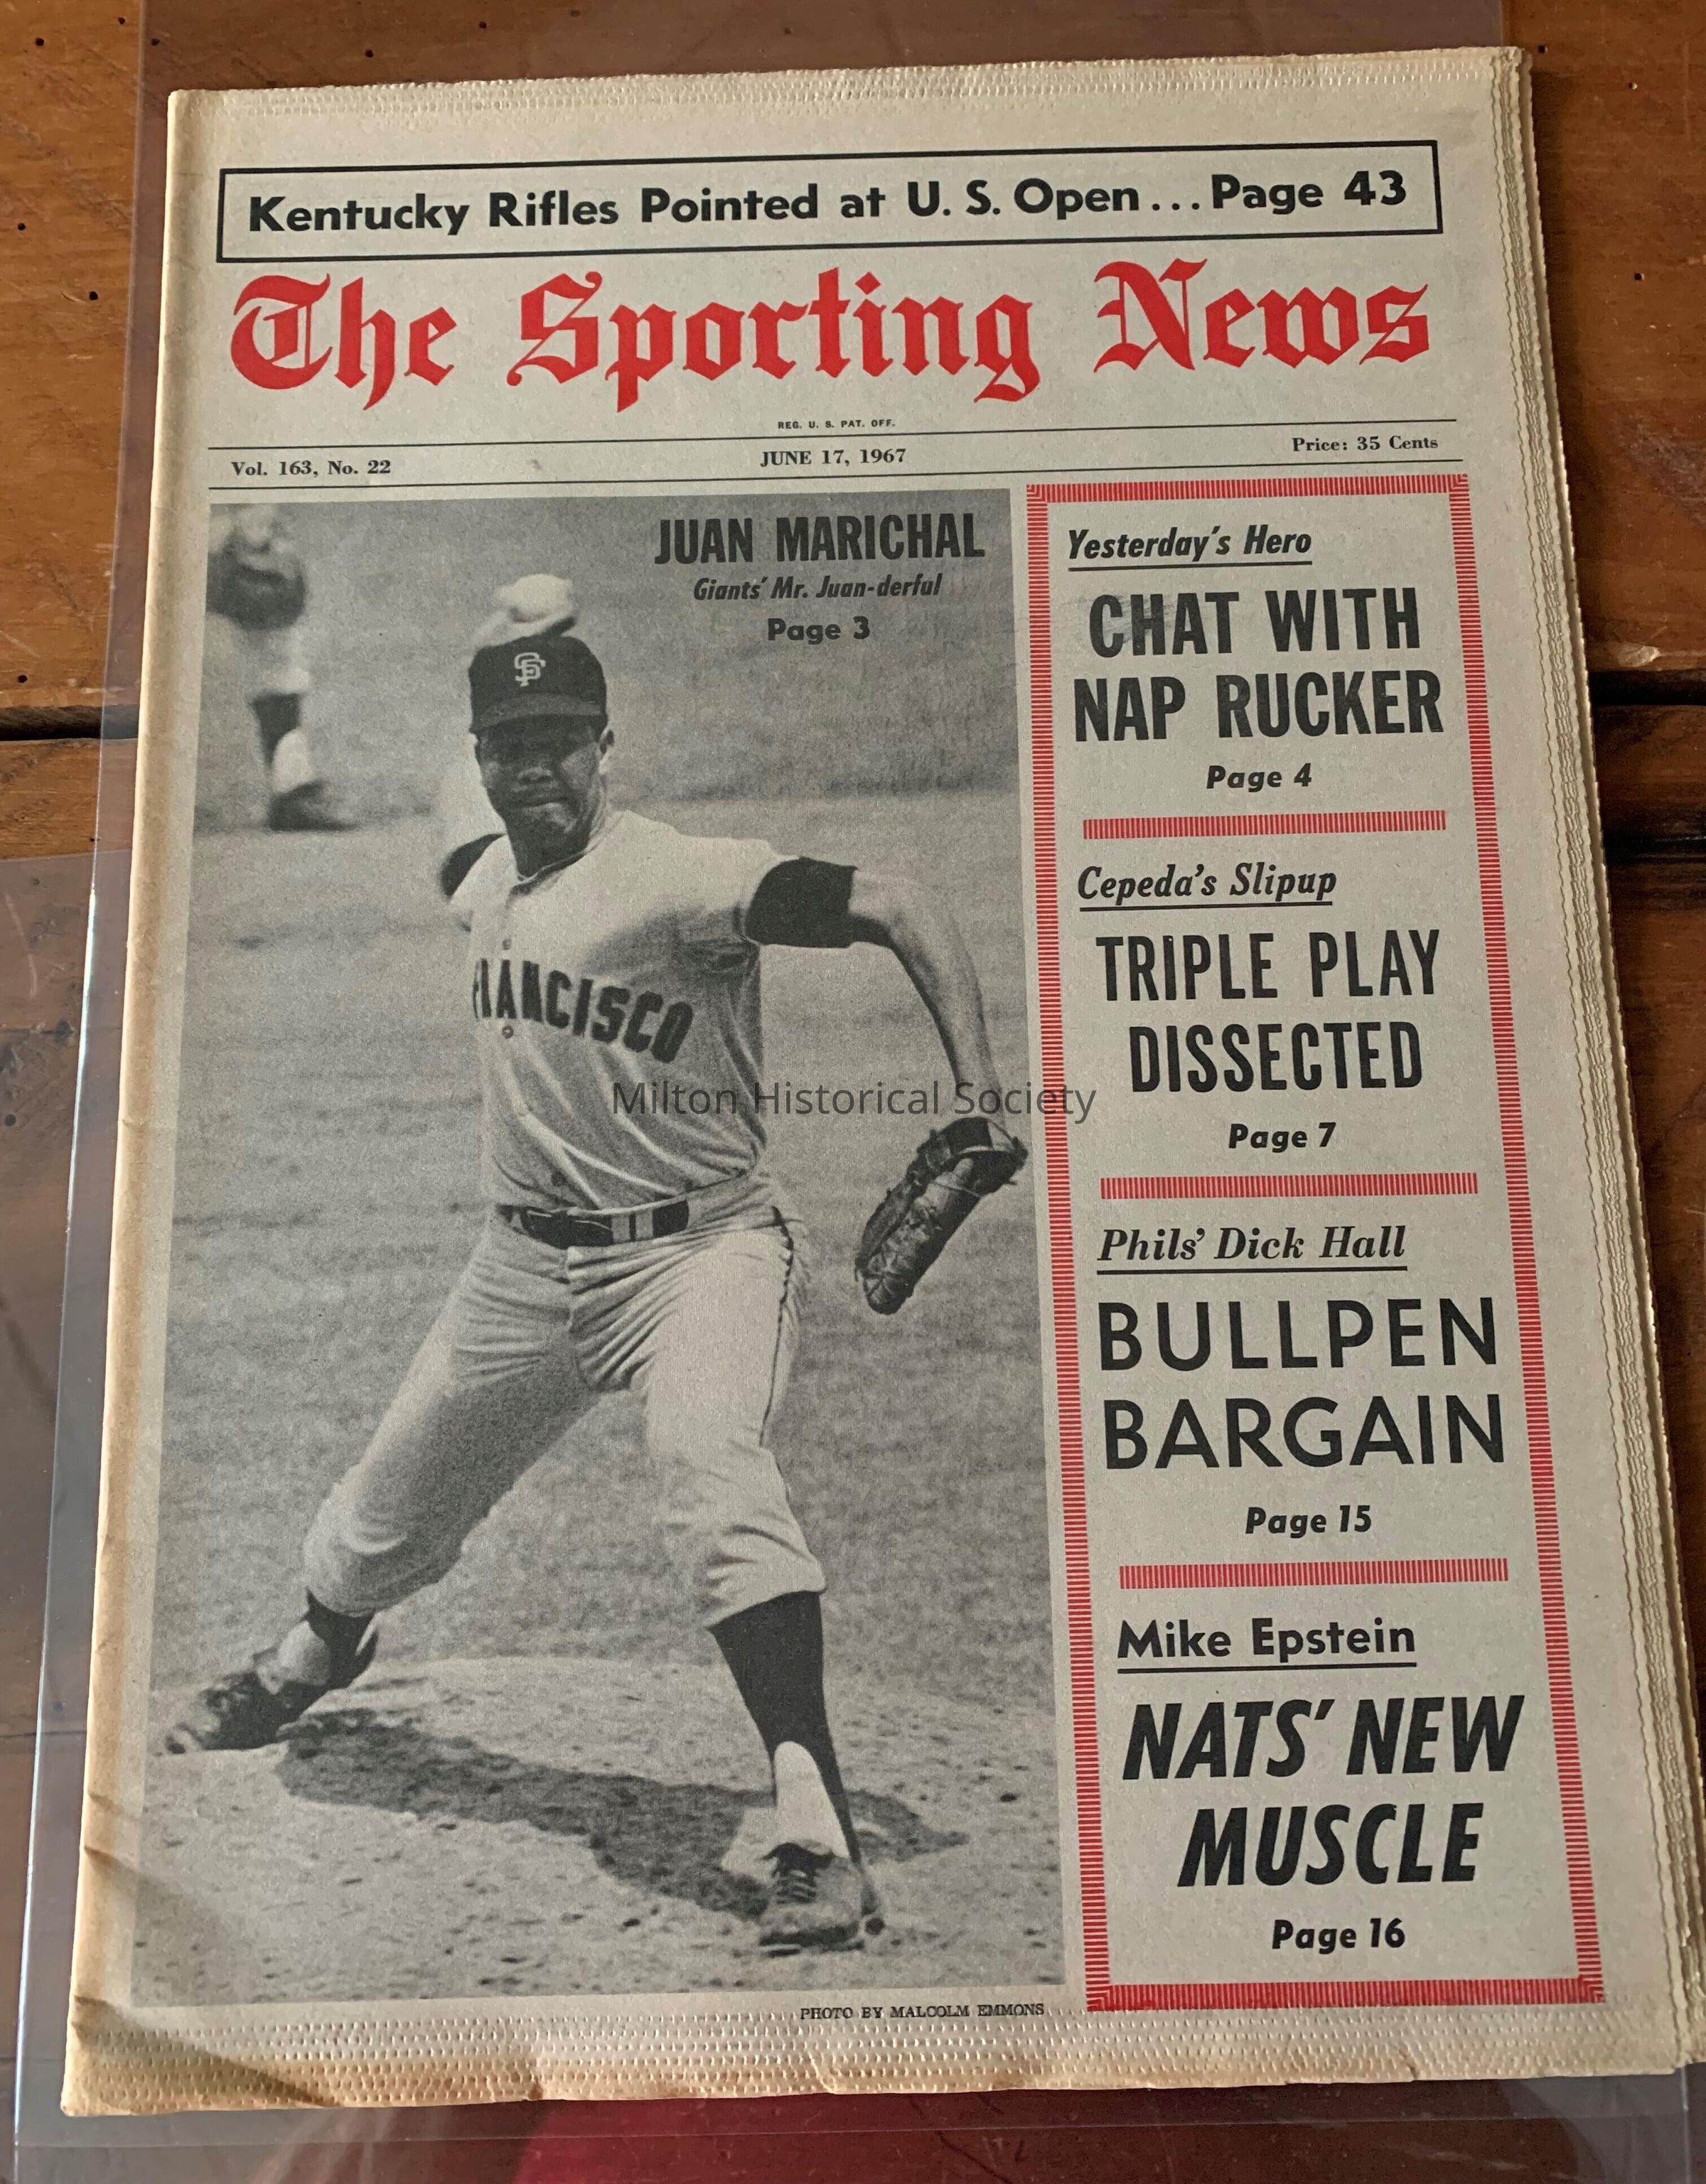 Kentucky Rifles Pointed at U. S. Open... Page 43
The Sporting News
REG. U. S. PAT. OFF.
Vol. 163, No. 22
JUNE 17, 1967
Price: 35 Cents
JUAN MARICHAL
Giants' Mr. Juan-derful
Page 3
SF
FRANCISCO
Yesterday's Hero
CHAT WITH
NAP RUCKER
Page 4
Cepeda's Slipup
TRIPLE PLAY
DISSECTED
Page 7
Phils' Dick Hall
BULLPEN
BARGAIN
Page 15
Mike Epstein
NATS' NEW
MUSCLE
Page 16
PHOTO BY MALCOLM EMMONS
Milton Historical Society